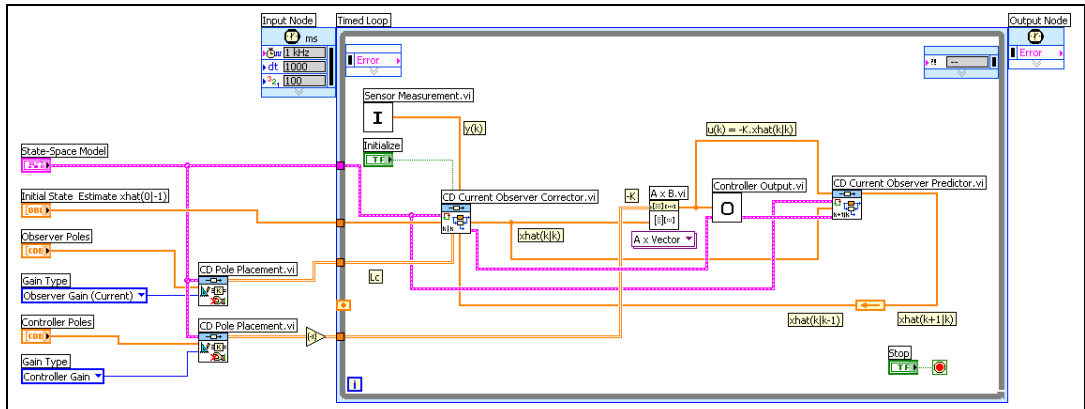 Input Node
Timed Loop
Output Node
ms
1 kHz
dt 1000
100
Error
?! --
Error
Sensor Measurement.vi
I
y(k)
Initialize
TF
u(k) = -K.xhat(k|k)
State-Space Model
Initial State Estimate xhat(0|-1)
DBL
CD Current Observer Corrector.vi
k|k
-K
A x B.vi
A x Vector
Controller Output.vi
O
CD Current Observer Predictor.vi
k+1|k
xhat(k|k)
Observer Poles
CDB
CD Pole Placement.vi
K
Lc
Gain Type
Observer Gain (Current)
Controller Poles
CDB
CD Pole Placement.vi
K
xhat(k|k-1)
xhat(k+1|k)
Gain Type
Controller Gain
Stop
TF
i